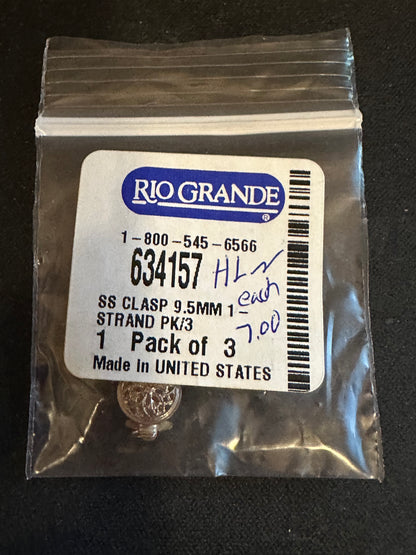 RIO GRANDE®
1-800-545-6566
634157
each
7.00
SS CLASP 9.5MM 1-
STRAND PK/3
1 Pack of 3
Made In UNITED STATES